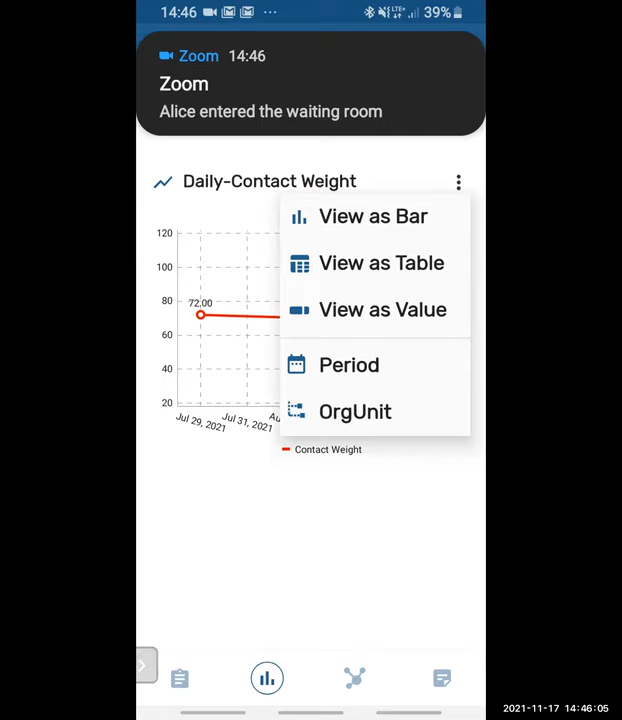 14:46 ... LTE+ 39%
Zoom 14:46
Zoom
Alice entered the waiting room
Daily-Contact Weight
View as Bar
View as Table
View as Value
Period
OrgUnit
120
100
80
60
40
20
72.00
Jul 29, 2021 Jul 31, 2021 Au
Contact Weight
2021-11-17 14:46:05